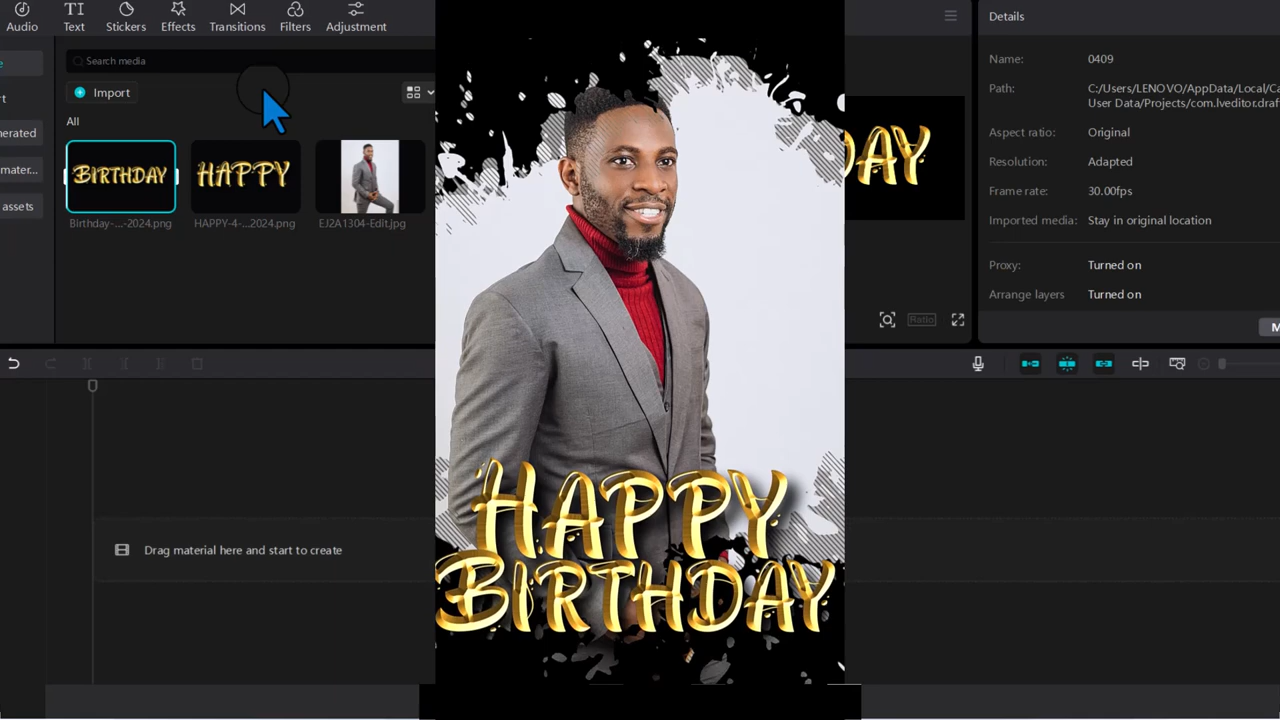 Audio
Text
Stickers
Effects
Transitions
Filters
Adjustment
Details
Search media
Name: 0409
Import
Path: C:/Users/LENOVO/AppData/Local/Ca
User Data/Projects/com.lveditor.draf
All
Aspect ratio: Original
nerated
Resolution: Adapted
mater...
Frame rate: 30.00fps
assets
Imported media: Stay in original location
BIRTHDAY
HAPPY
DAY
Birthday-...-2024.png
HAPPY-4-...2024.png
EJ2A1304-Edit.jpg
Proxy: Turned on
Arrange layers Turned on
Ratio
M
HAPPY
BIRTHDAY
Drag material here and start to create